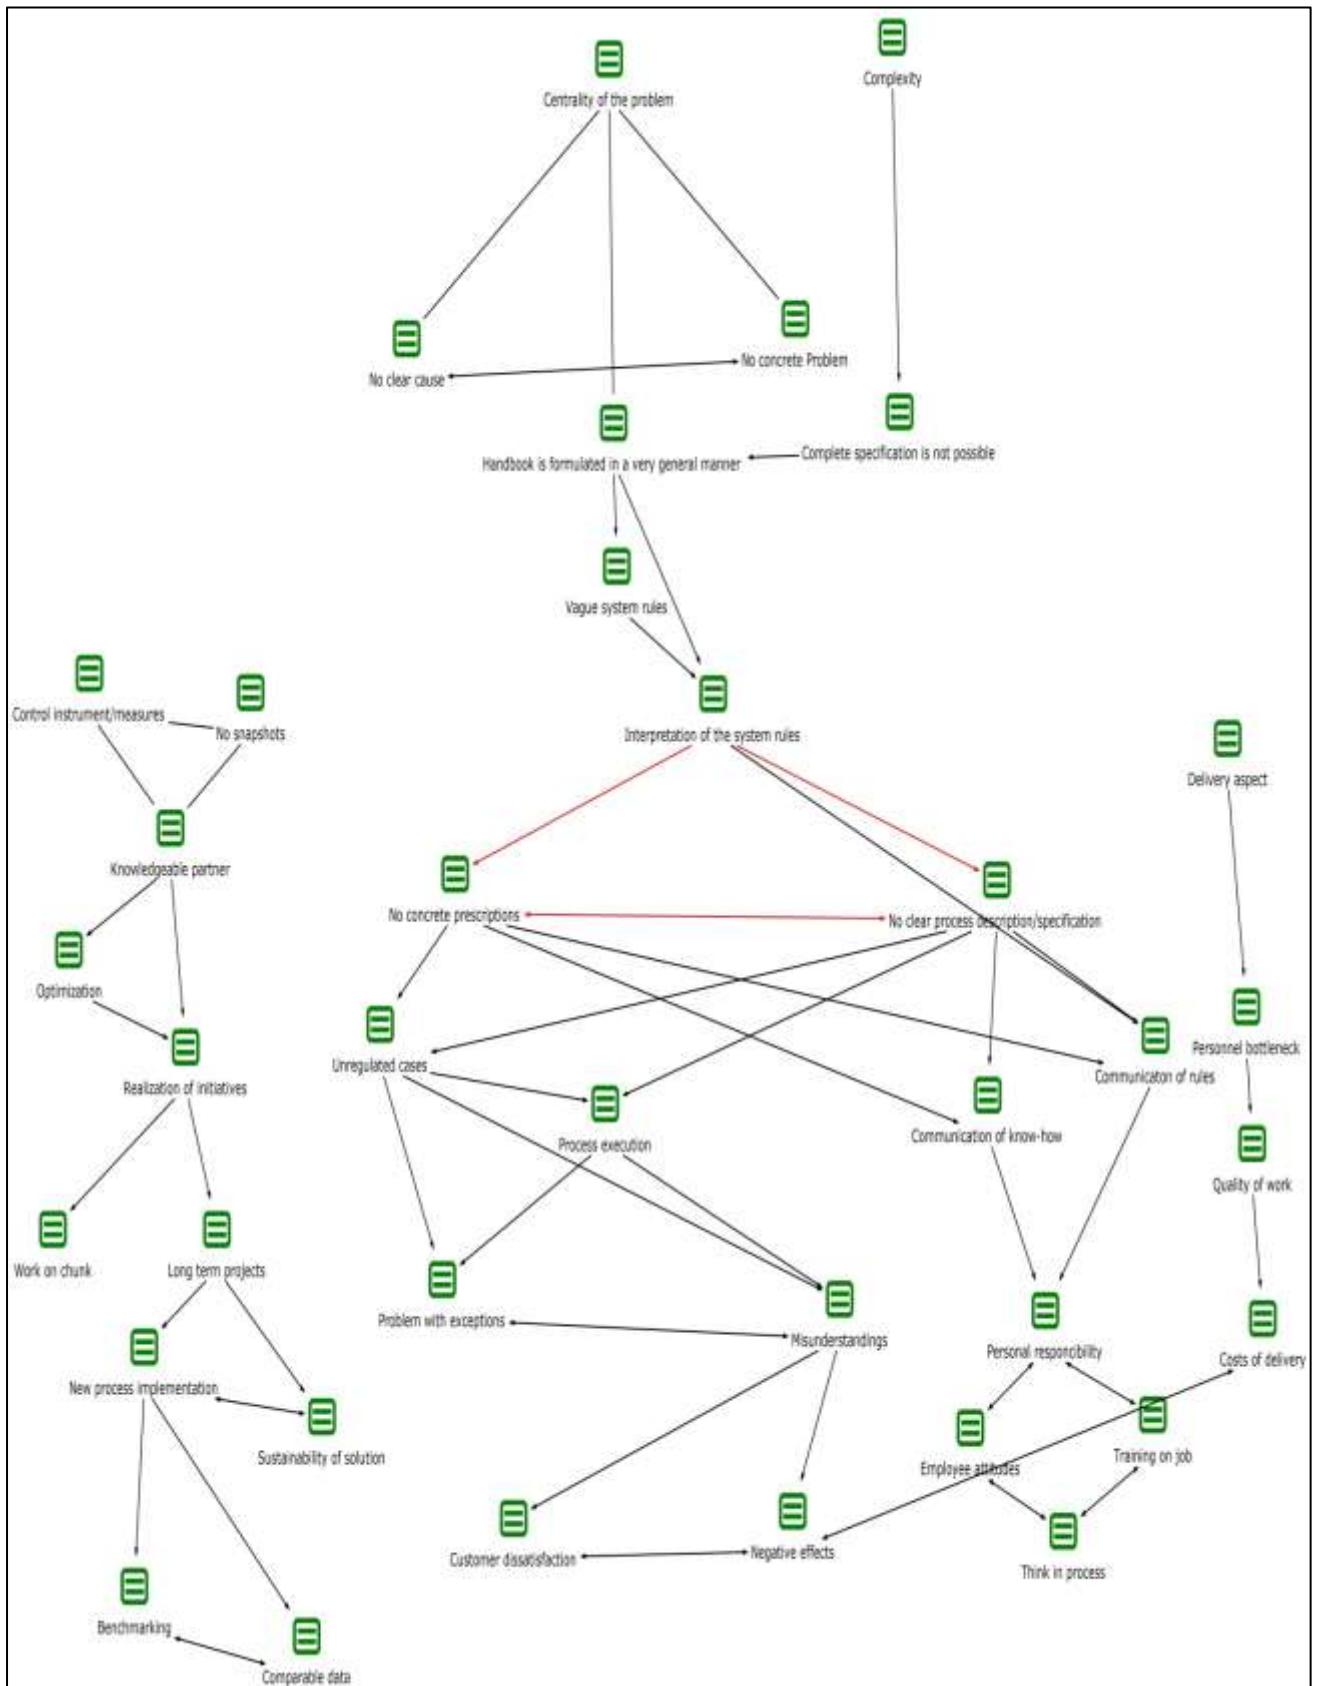 Complexity
Centrality of the problem
No concrete Problem
No clear cause
Complete specification is not possible
Handbook is formulated in a very general manner
Vague system rules
Control instrument/measures
No snapshots
Interpretation of the system rules
Delivery aspect
Knowledgeable partner
No concrete prescriptions
No clear process description/specification
Optimization
Personnel bottleneck
Unregulated cases
Communicaton of rules
Realization of initiatives
Communication of know-how
Process execution
Quality of work
Work on chunk
Long term projects
Problem with exceptions
Misunderstandings
Personal responcibility
Costs of delivery
New process implementation
Sustainability of solution
Training on job
Employee attitudes
Customer dissatisfaction
Negative effects
Think in process
Benchmarking
Comparable data